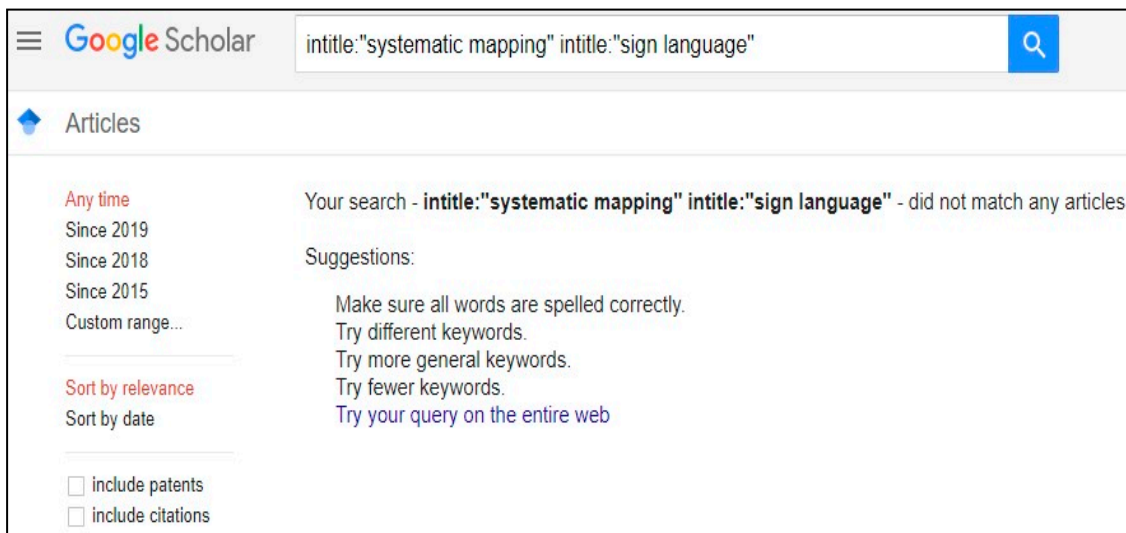 Google Scholar
intitle:"systematic mapping" intitle:"sign language"
Articles
Any time
Since 2019
Since 2018
Since 2015
Custom range...
Sort by relevance
Sort by date
include patents
include citations
Your search - intitle:"systematic mapping" intitle:"sign language" - did not match any articles
Suggestions:
Make sure all words are spelled correctly.
Try different keywords.
Try more general keywords.
Try fewer keywords.
Try your query on the entire web